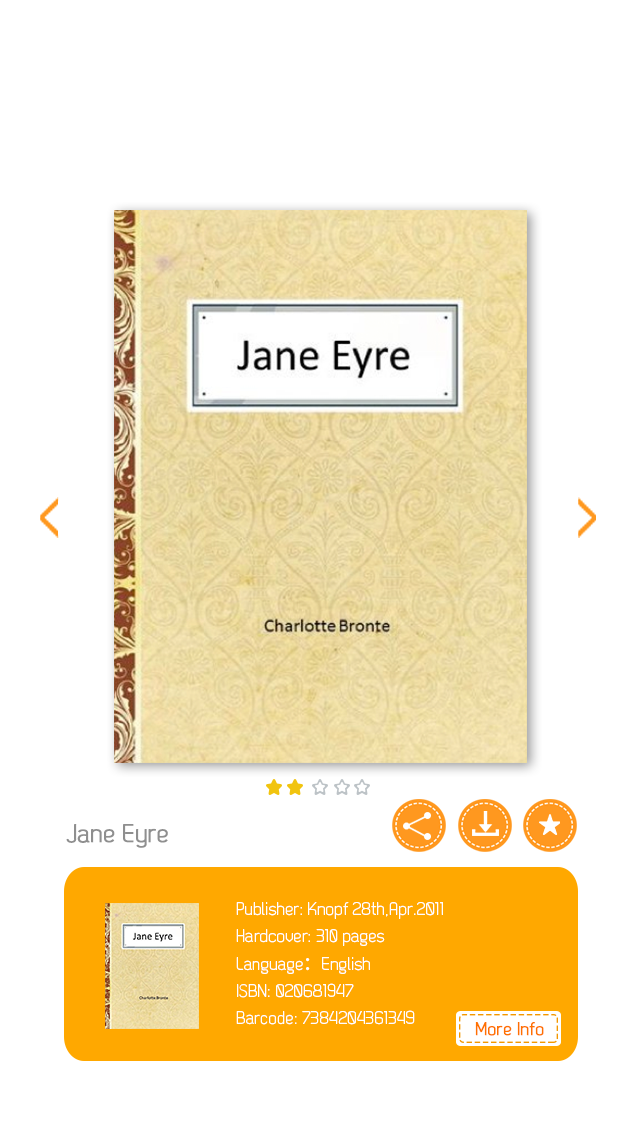 Jane Eyre
Charlotte Bronte
Jane Eyre
Jane Eyre
Charlotte Bronte
Publisher: Knopf 28th,Apr.2011
Hardcover: 310 pages
Language： English
ISBN: 020681947
Barcode: 7384204361349
More Info